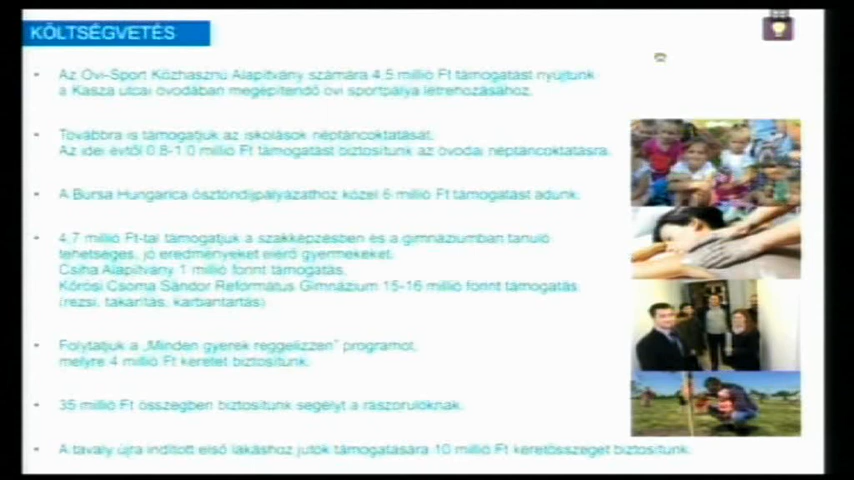 KÖLTSÉGVETÉS
• Az Ovi-Sport Közhasznú Alapítvány számára 4,5 millió Ft támogatást nyújtunk
a Kasza utcai óvodában megépítendő ovi sportpálya létrehozásához.
• Továbbra is támogatjuk az iskolások néptáncoktatását.
Az idei évtől 0,8-1,0 millió Ft támogatást biztosítunk az óvodai néptáncoktatásra.
• A Bursa Hungarica ösztöndíjpályázathoz közel 6 millió Ft támogatást adunk.
• 4,7 millió Ft-tal támogatjuk a szakképzésben és a gimnáziumban tanuló
tehetséges, jó eredményeket elérő gyermekeket.
Csiha Alapítvány 1 millió forint támogatás,
Kőrösi Csoma Sándor Református Gimnázium 15-16 millió forint támogatás
(rezsi, takarítás, karbantartás)
• Folytatjuk a „Minden gyerek reggelizzen" programot,
melyre 4 millió Ft keretet biztosítunk.
• 35 millió Ft összegben biztosítunk segélyt a rászorulóknak.
• A tavaly újra indított első lakáshoz jutók támogatására 10 millió Ft keretösszeget biztosítunk.